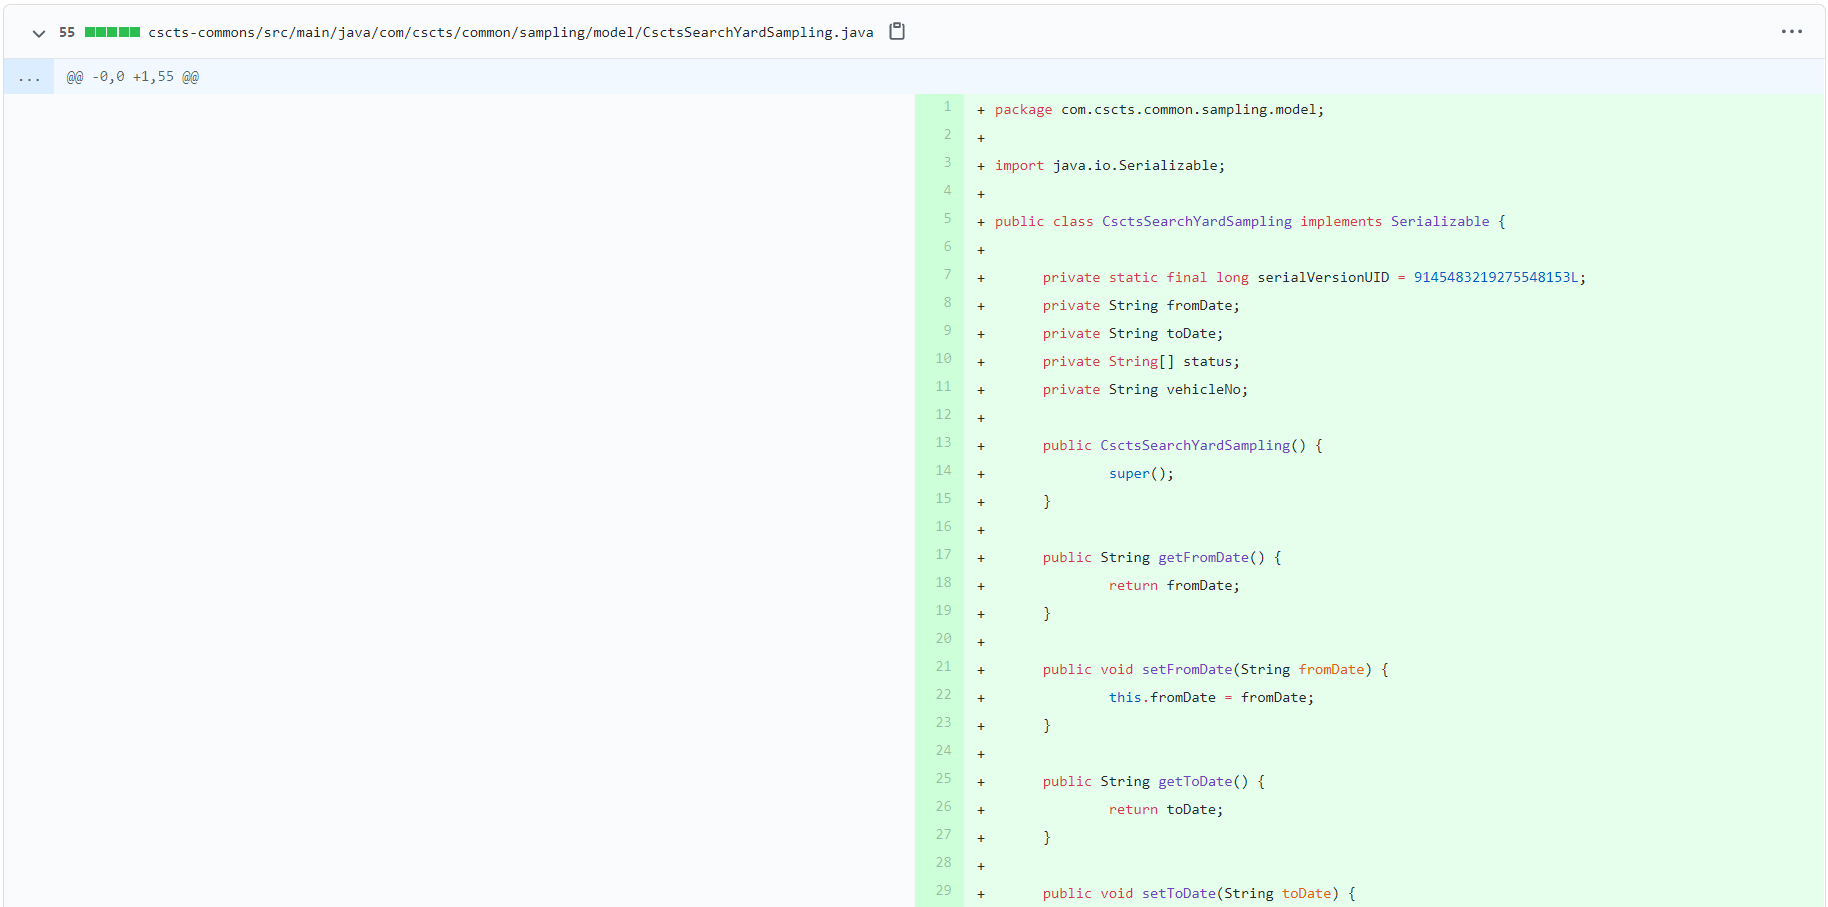 55 cscts-commons/src/main/java/com/cscts/common/sampling/model/CsctsSearchYardSampling.java
... @@ -0,0 +1,55 @@
1 + package com.cscts.common.sampling.model;
2 +
3 + import java.io.Serializable;
4 +
5 + public class CsctsSearchYardSampling implements Serializable {
6 +
7 + private static final long serialVersionUID = 9145483219275548153L;
8 + private String fromDate;
9 + private String toDate;
10 + private String[] status;
11 + private String vehicleNo;
12 +
13 + public CsctsSearchYardSampling() {
14 + super();
15 + }
16 +
17 + public String getFromDate() {
18 + return fromDate;
19 + }
20 +
21 + public void setFromDate(String fromDate) {
22 + this.fromDate = fromDate;
23 + }
24 +
25 + public String getToDate() {
26 + return toDate;
27 + }
28 +
29 + public void setToDate(String toDate) {